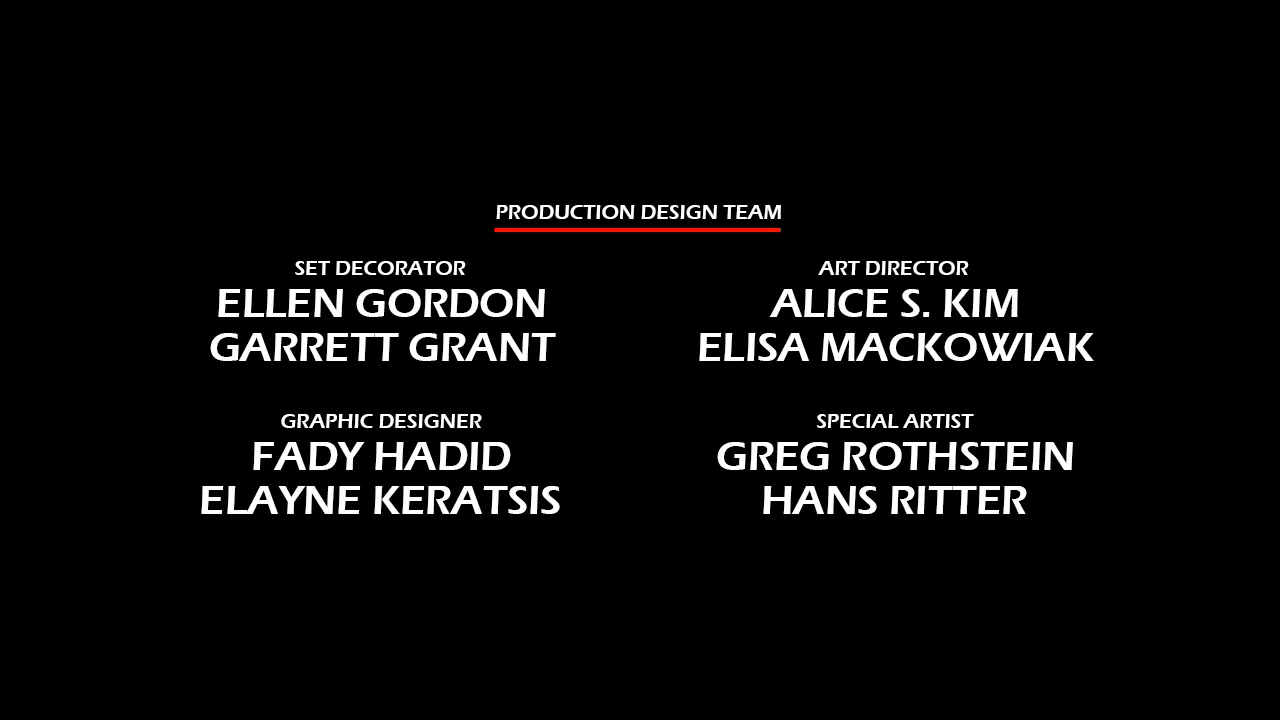 PRODUCTION DESIGN TEAM
SET DECORATOR
ELLEN GORDON
GARRETT GRANT
ART DIRECTOR
ALICE S. KIM
ELISA MACKOWIAK
GRAPHIC DESIGNER
FADY HADID
ELAYNE KERATSIS
SPECIAL ARTIST
GREG ROTHSTEIN
HANS RITTER